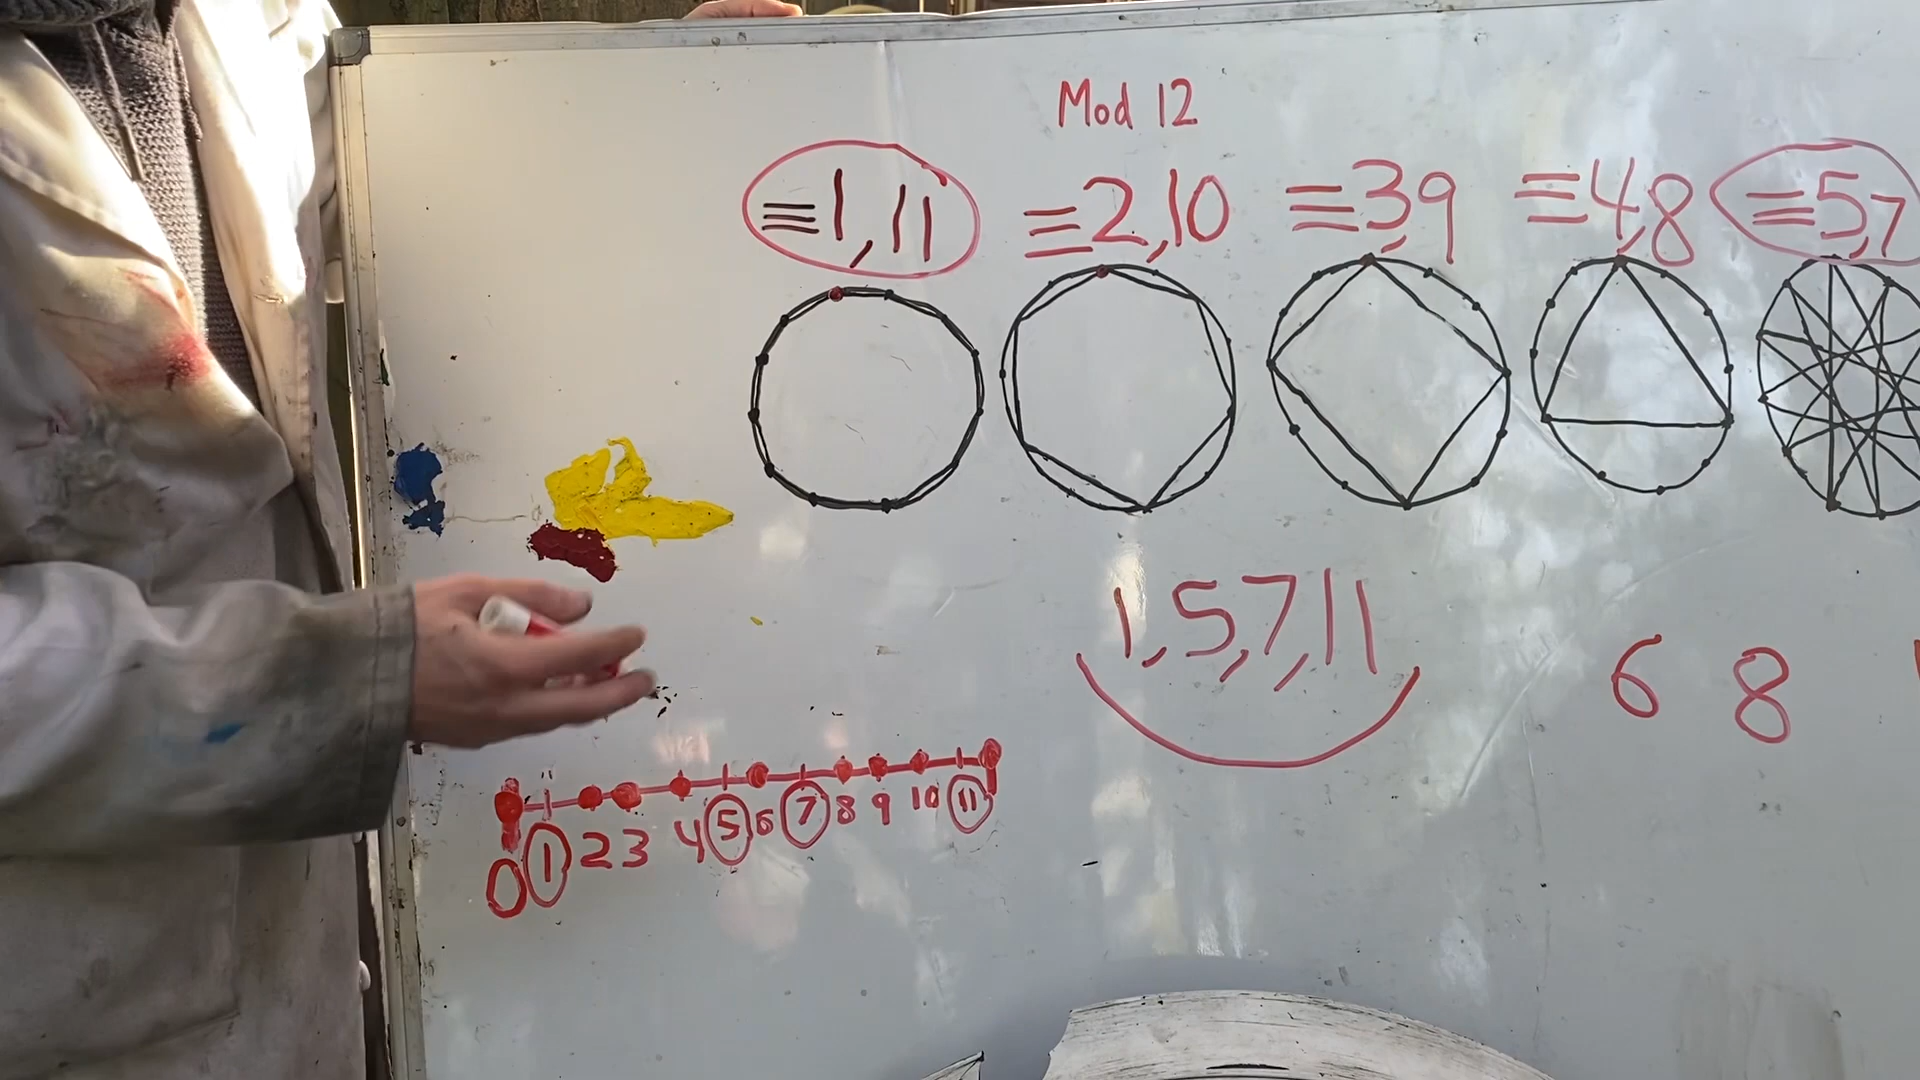 Mod 12
≡1,11 ≡2,10 ≡3,9 ≡4,8 ≡5,7
1,5,7,11
6 8
0 1 2 3 4 5 6 7 8 9 10 11